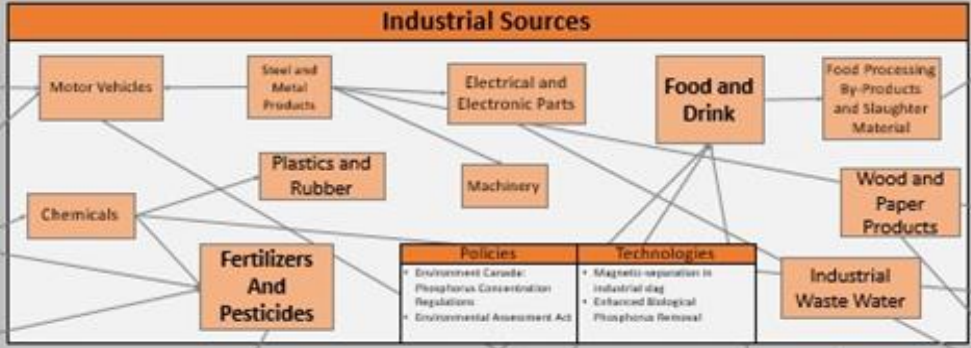 Industrial Sources
Motor Vehicles
Steel and
Metal
Products
Electrical and
Electronic Parts
Food and
Drink
Food Processing
By-Products
and Slaughter
Material
Plastics and
Rubber
Machinery
Wood and
Paper
Products
Chemicals
Fertilizers
And
Pesticides
Policies
• Environment Canada:
Phosphorus Concentration
Regulations
• Environmental Assessment Act
Technologies
• Magnetic-separation in
industrial slag
• Enhanced Biological
Phosphorus Removal
Industrial
Waste Water